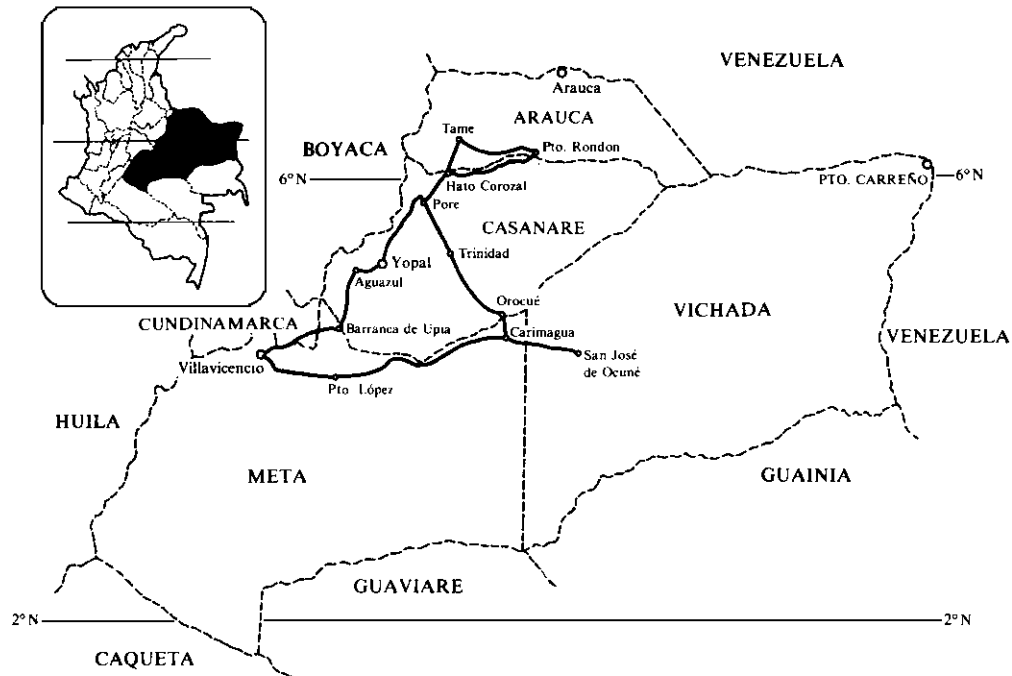 VENEZUELA
Arauca
ARAUCA
Tame
BOYACA
Pto. Rondon
6° N
PTO. CARREÑO
6° N
Hato Corozal
Pore
CASANARE
Trinidad
Yopal
Aguazul
Orocué
VICHADA
CUNDINAMARCA
Barranca de Upia
Carimagua
VENEZUELA
Villavicencio
San José
de Ocuné
Pto López
HUILA
META
GUAINIA
GUAVIARE
2° N
2° N
CAQUETA